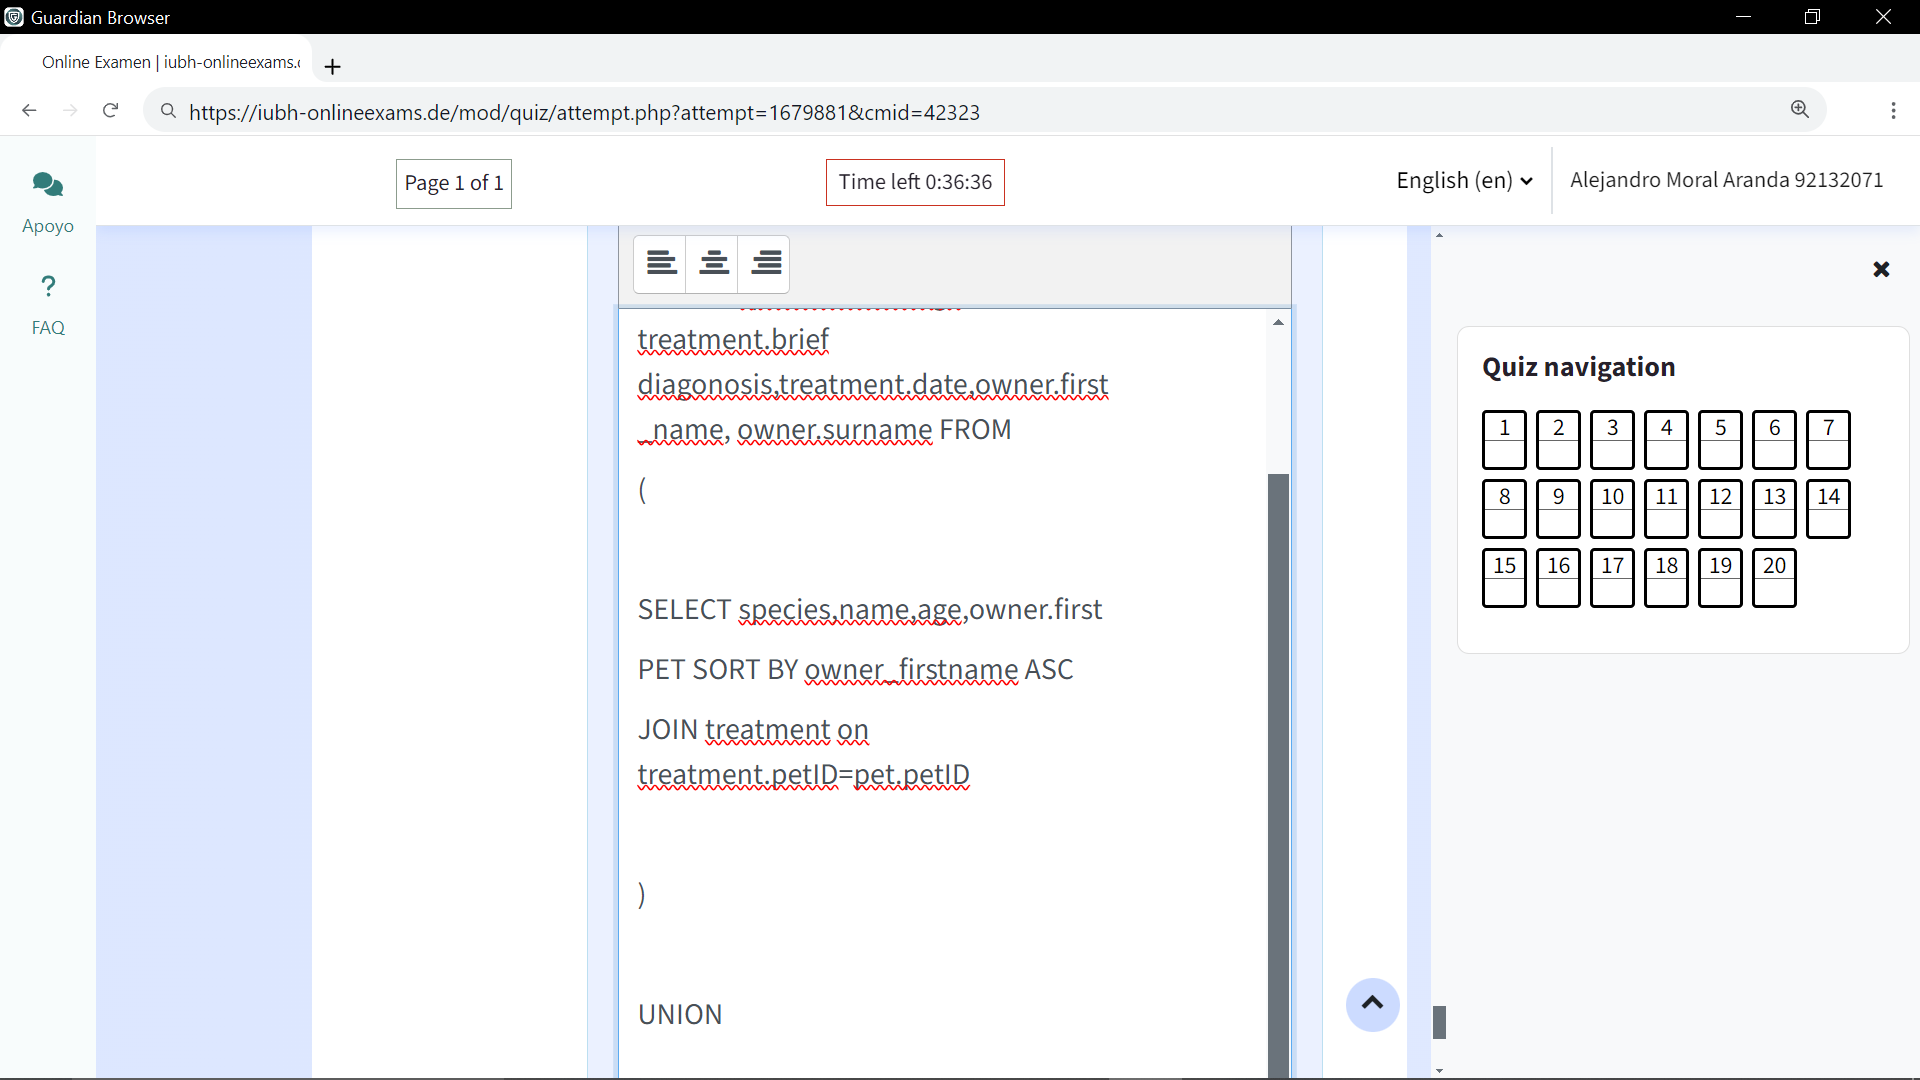 Guardian Browser
Online Examen | iubh-onlineexams.
https://iubh-onlineexams.de/mod/quiz/attempt.php?attempt=1679881&cmid=42323
Page 1 of 1
Time left 0:36:36
English (en)
Alejandro Moral Aranda 92132071
Apoyo
?
FAQ
treatment.brief
diagonosis,treatment.date,owner.first
_name, owner.surname FROM
(
SELECT species,name,age,owner.first
PET SORT BY owner_firstname ASC
JOIN treatment on
treatment.petID=pet.petID
)
UNION
Quiz navigation
1 2 3 4 5 6 7
8 9 10 11 12 13 14
15 16 17 18 19 20